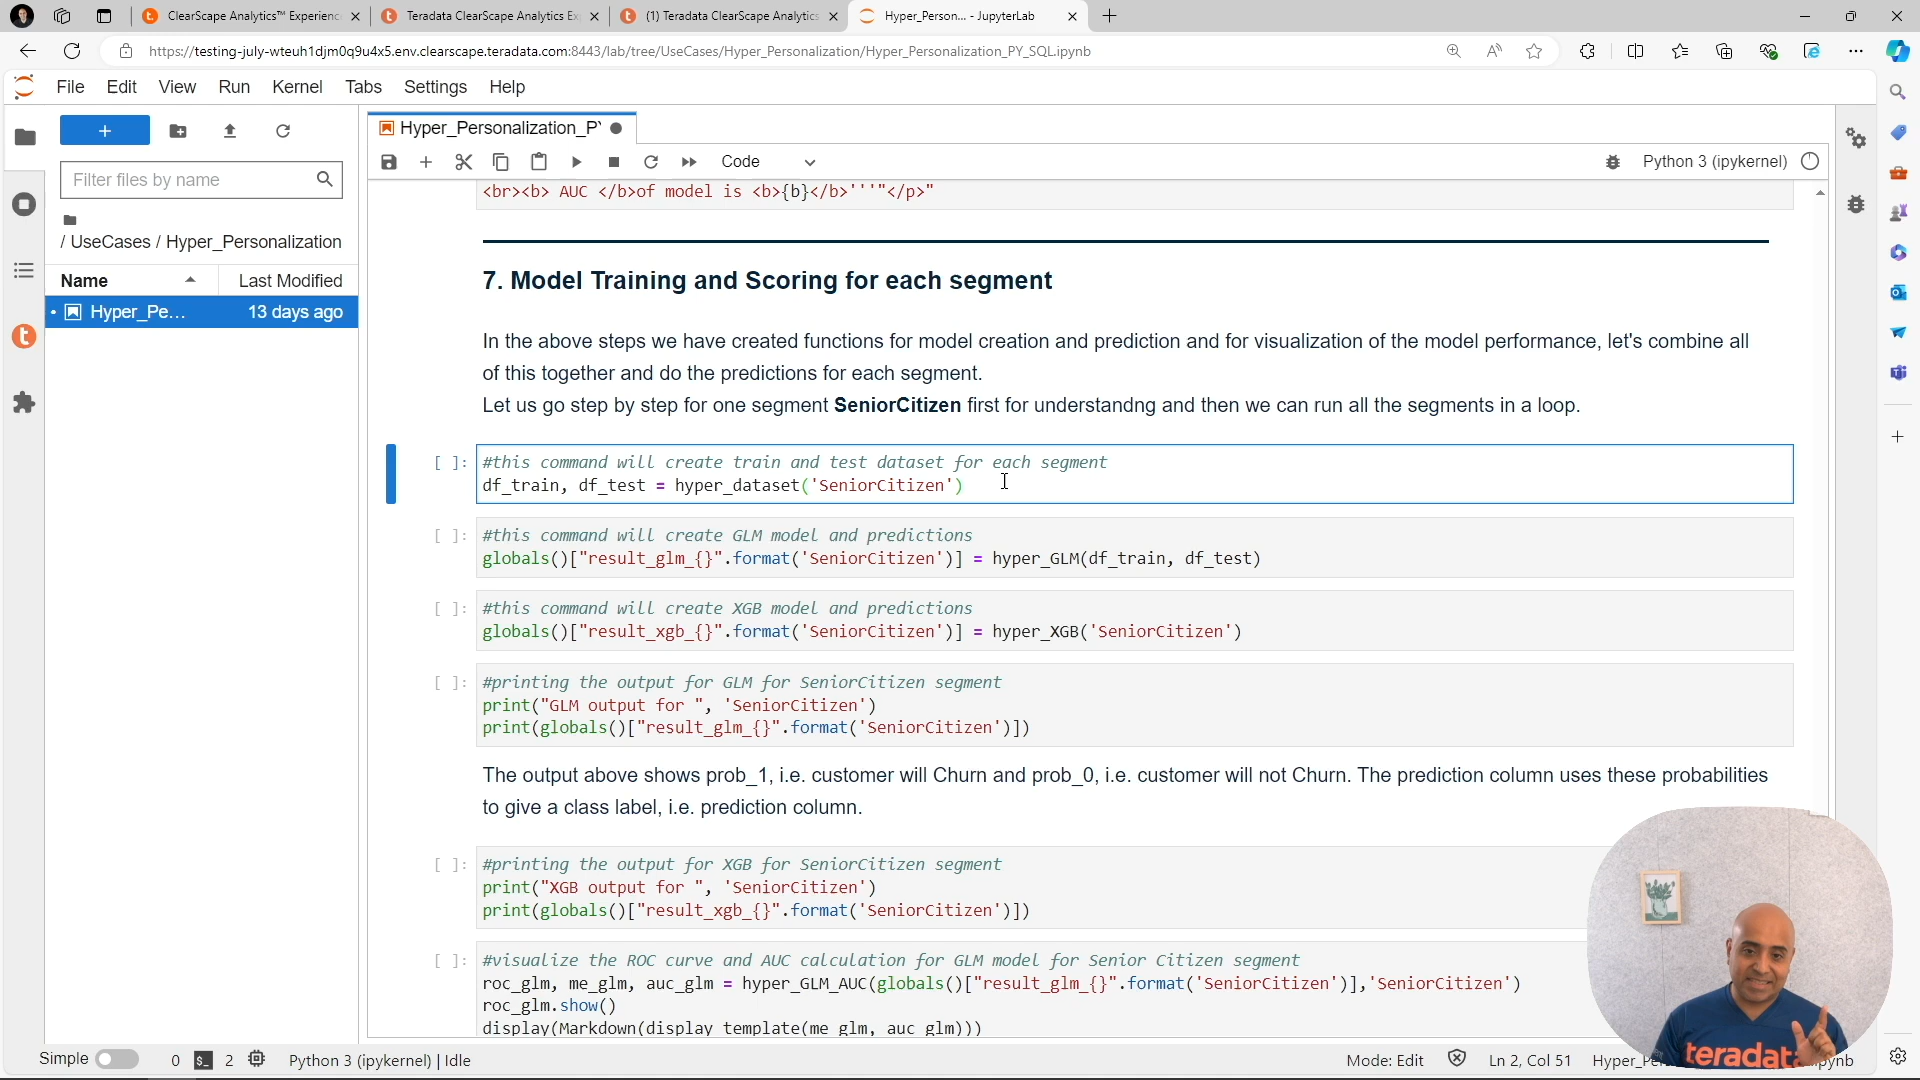 ClearScape Analytics™ Experienc
Teradata ClearScape Analytics Ex
(1) Teradata ClearScape Analytics
Hyper_Person... - JupyterLab
https://testing-july-wteuh1djm0q9u4x5.env.clearscape.teradata.com:8443/lab/tree/UseCases/Hyper_Personalization/Hyper_Personalization_PY_SQL.ipynb
File Edit View Run Kernel Tabs Settings Help
Filter files by name
/ UseCases / Hyper_Personalization
Name Last Modified
Hyper_Pe... 13 days ago
Hyper_Personalization_P
Code
Python 3 (ipykernel)
<br><b> AUC </b>of model is <b>{b}</b>'''"</p>"
7. Model Training and Scoring for each segment
In the above steps we have created functions for model creation and prediction and for visualization of the model performance, let's combine all
of this together and do the predictions for each segment.
Let us go step by step for one segment SeniorCitizen first for understandng and then we can run all the segments in a loop.
[ ]: #this command will create train and test dataset for each segment
df_train, df_test = hyper_dataset('SeniorCitizen')
[ ]: #this command will create GLM model and predictions
globals()["result_glm_{}".format('SeniorCitizen')] = hyper_GLM(df_train, df_test)
[ ]: #this command will create XGB model and predictions
globals()["result_xgb_{}".format('SeniorCitizen')] = hyper_XGB('SeniorCitizen')
[ ]: #printing the output for GLM for SeniorCitizen segment
print("GLM output for ", 'SeniorCitizen')
print(globals()["result_glm_{}".format('SeniorCitizen')])
The output above shows prob_1, i.e. customer will Churn and prob_0, i.e. customer will not Churn. The prediction column uses these probabilities
to give a class label, i.e. prediction column.
[ ]: #printing the output for XGB for SeniorCitizen segment
print("XGB output for ", 'SeniorCitizen')
print(globals()["result_xgb_{}".format('SeniorCitizen')])
[ ]: #visualize the ROC curve and AUC calculation for GLM model for Senior Citizen segment
roc_glm, me_glm, auc_glm = hyper_GLM_AUC(globals()["result_glm_{}".format('SeniorCitizen')],'SeniorCitizen')
roc_glm.show()
display(Markdown(display_template(me_glm, auc_glm)))
teradata
Simple 0 2 Python 3 (ipykernel) | Idle
Mode: Edit Ln 2, Col 51 Hyper_Pe ipynb